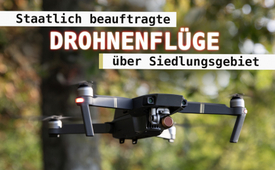 Staatlich beauftragte
DROHNENFLÜGE
über Siedlungsgebiet